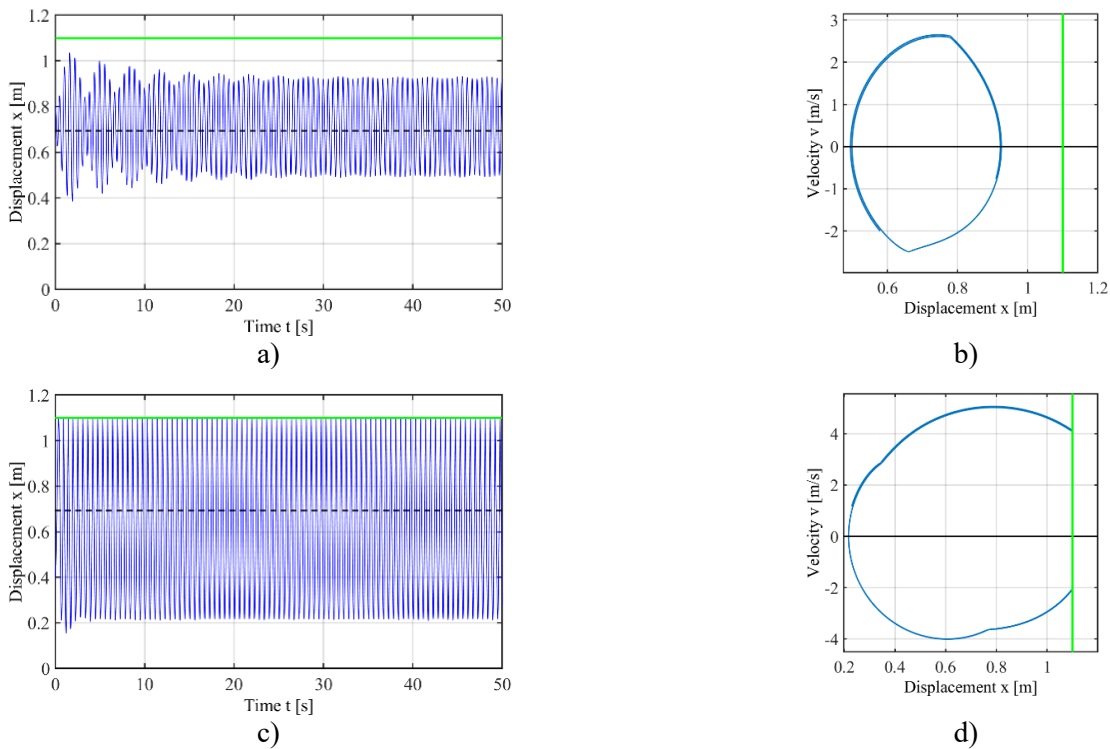 1.2
1
0.8
0.6
0.4
0.2
0
0 10 20 30 40 50
Displacement x [m]
Time t [s]
a)
3
2
1
0
-1
-2
0.6 0.8 1 1.2
Velocity v [m/s]
Displacement x [m]
b)
1.2
1
0.8
0.6
0.4
0.2
0
0 10 20 30 40 50
Displacement x [m]
Time t [s]
c)
4
2
0
-2
-4
0.2 0.4 0.6 0.8 1
Velocity v [m/s]
Displacement x [m]
d)